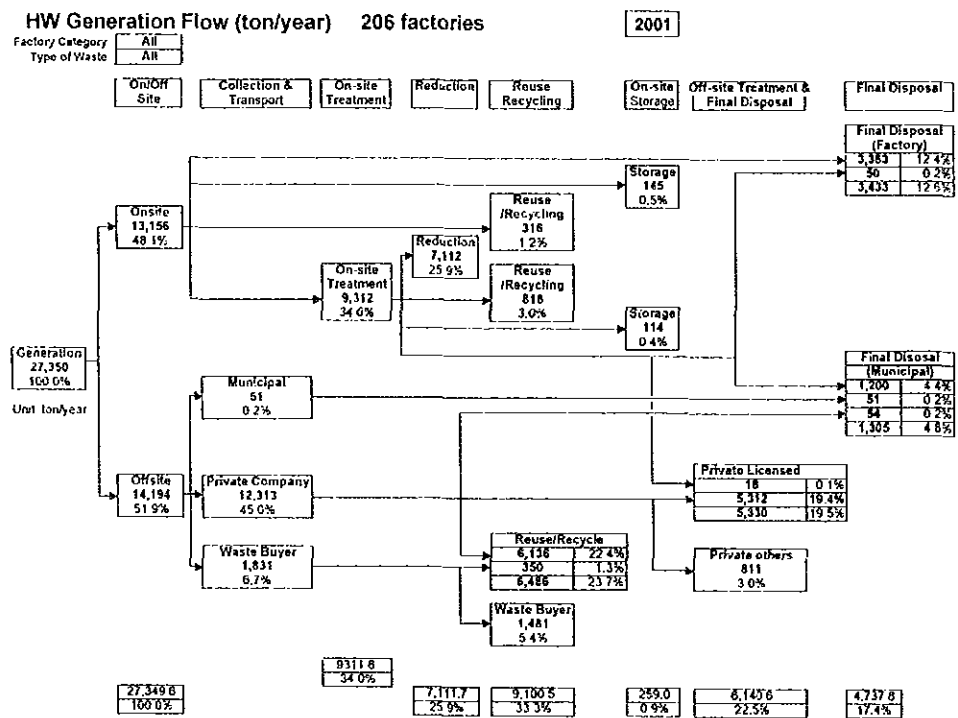 HW Generation Flow (ton/year) 206 factories 2001
Factory Category All
Type of Waste All
On/Off Site
Collection & Transport
On-site Treatment
Reduction
Reuse Recycling
On-site Storage
Off-site Treatment & Final Disposal
Final Disposal
Final Disposal
(Factory)
3,383 12.4%
50 0.2%
3,433 12.6%
Storage
145
0.5%
Onsite
13,156
48.1%
Reuse
/Recycling
316
1.2%
Reduction
7,112
25.9%
On-site
Treatment
9,312
34.0%
Reuse
/Recycling
818
3.0%
Storage
114
0.4%
Generation
27,350
100.0%
Unit ton/year
Final Disosal
(Municipal)
1,200 4.4%
51 0.2%
54 0.2%
1,305 4.8%
Municipal
51
0.2%
Offsite
14,194
51.9%
Private Company
12,313
45.0%
Private Licensed
18 0.1%
5,312 19.4%
5,330 19.5%
Waste Buyer
1,831
6.7%
Reuse/Recycle
6,136 22.4%
350 1.3%
6,486 23.7%
Private others
811
3.0%
Waste Buyer
1,481
5.4%
9311.8
34.0%
27,349.6
100.0%
7,111.7
25.9%
9,100.5
33.3%
259.0
0.9%
6,140.6
22.5%
4,737.8
17.4%